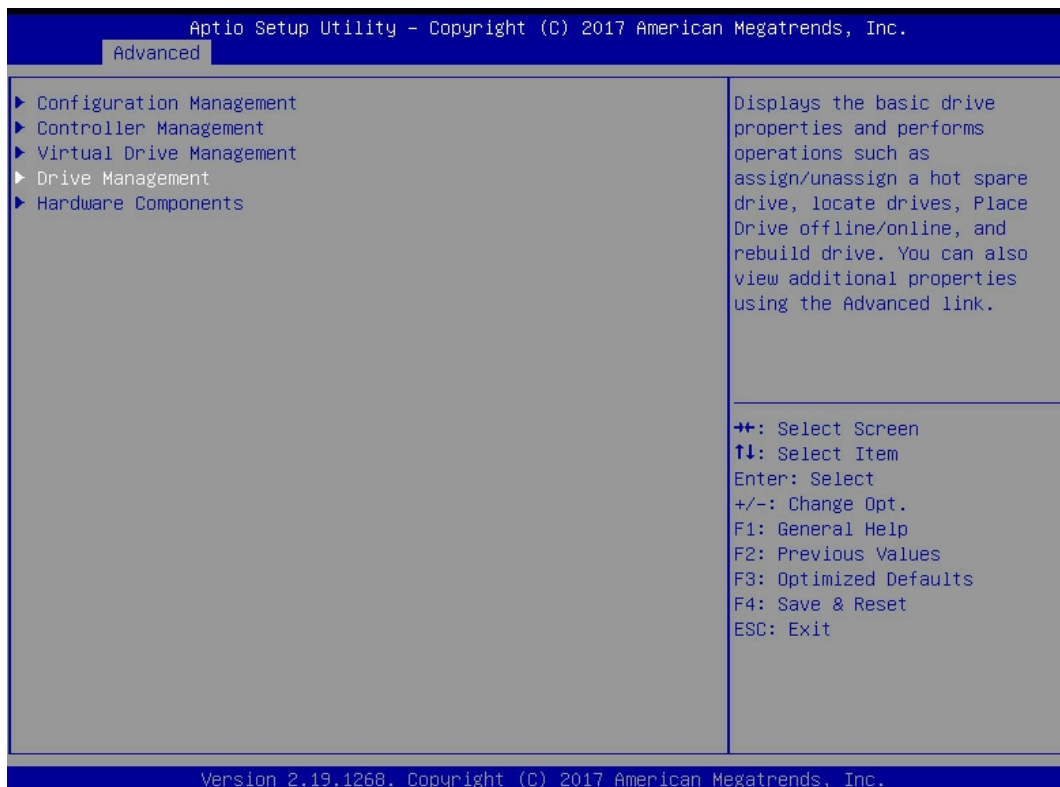 Aptio Setup Utility – Copyright (C) 2017 American Megatrends, Inc.
Advanced
▶ Configuration Management
▶ Controller Management
▶ Virtual Drive Management
▶ Drive Management
▶ Hardware Components
Displays the basic drive
properties and performs
operations such as
assign/unassign a hot spare
drive, locate drives, Place
Drive offline/online, and
rebuild drive. You can also
view additional properties
using the Advanced link.
→←: Select Screen
↑↓: Select Item
Enter: Select
+/-: Change Opt.
F1: General Help
F2: Previous Values
F3: Optimized Defaults
F4: Save & Reset
ESC: Exit
Version 2.19.1268. Copyright (C) 2017 American Megatrends, Inc.